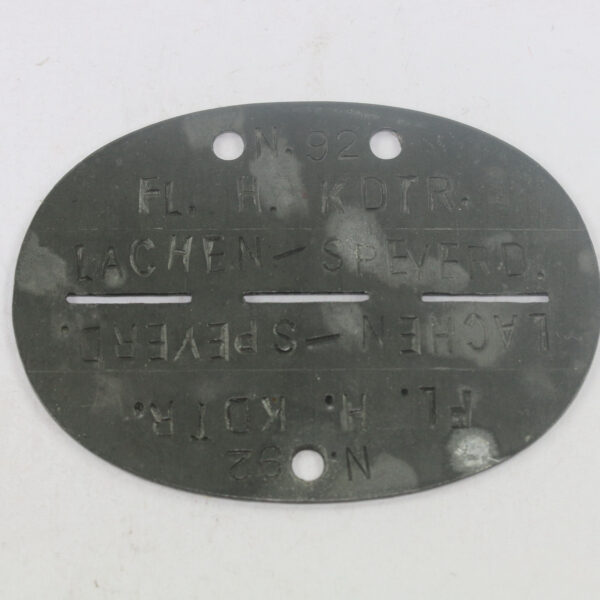 N. 92
FL. H. KDTR.
LACHEN-SPEYERD.
LACHEN-SPEYERD.
FL. H. KDTR.
N. 92